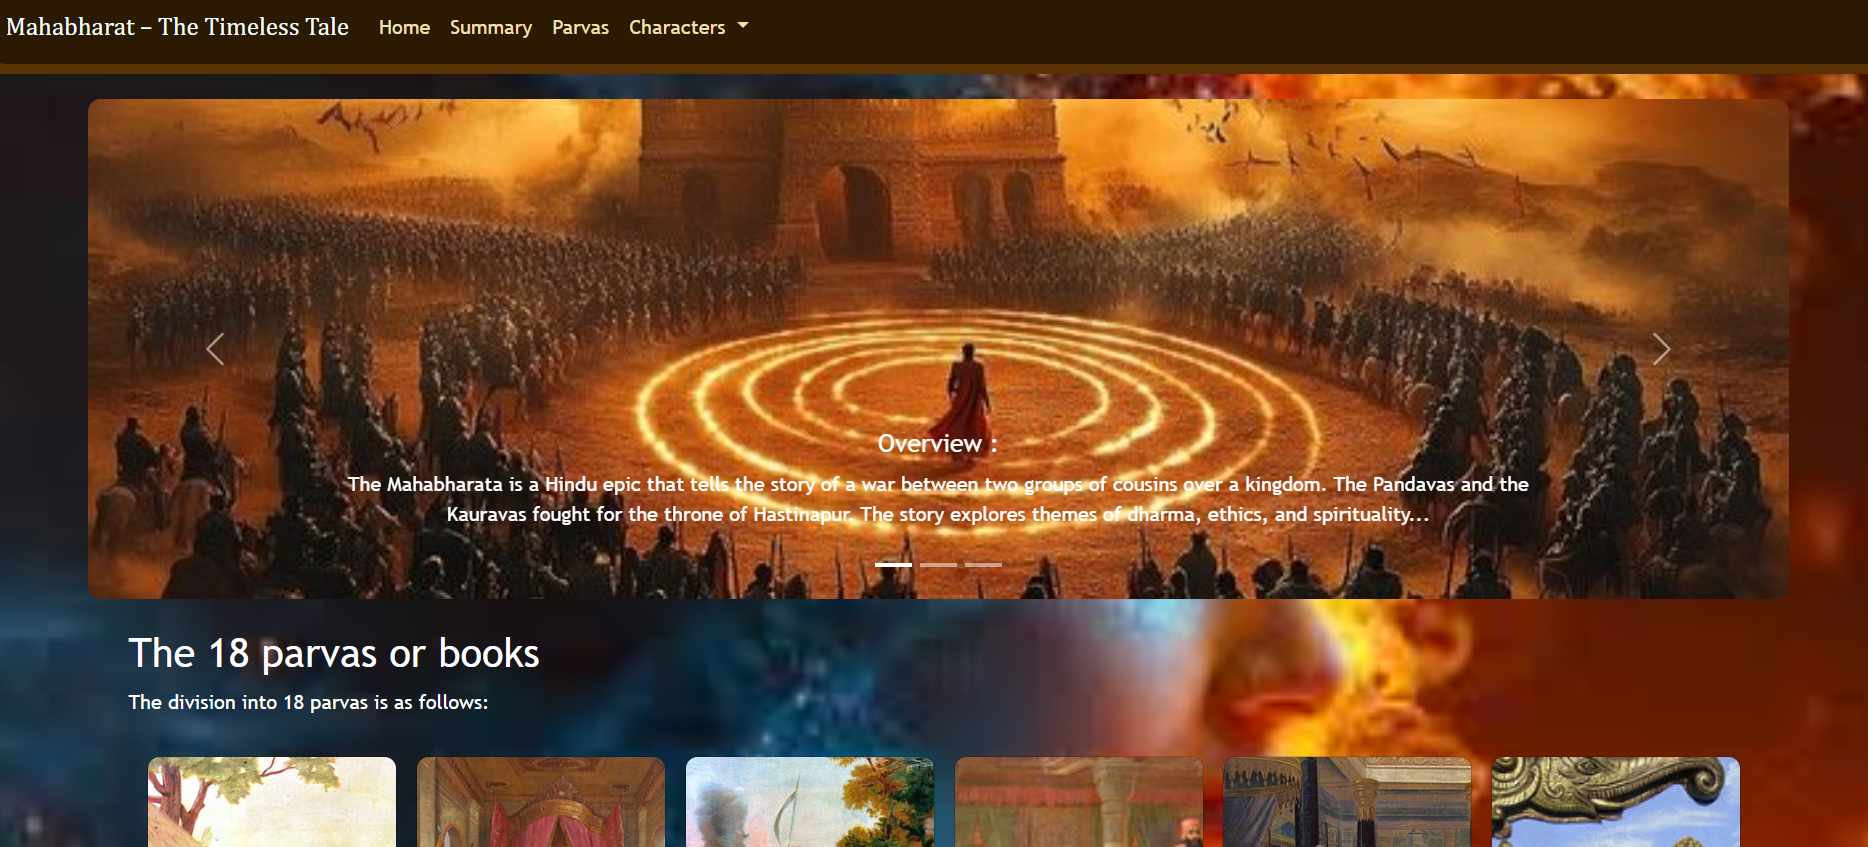 Mahabharat – The Timeless Tale
Home
Summary
Parvas
Characters
Overview :
The Mahabharata is a Hindu epic that tells the story of a war between two groups of cousins over a kingdom. The Pandavas and the
Kauravas fought for the throne of Hastinapur. The story explores themes of dharma, ethics, and spirituality...
The 18 parvas or books
The division into 18 parvas is as follows: